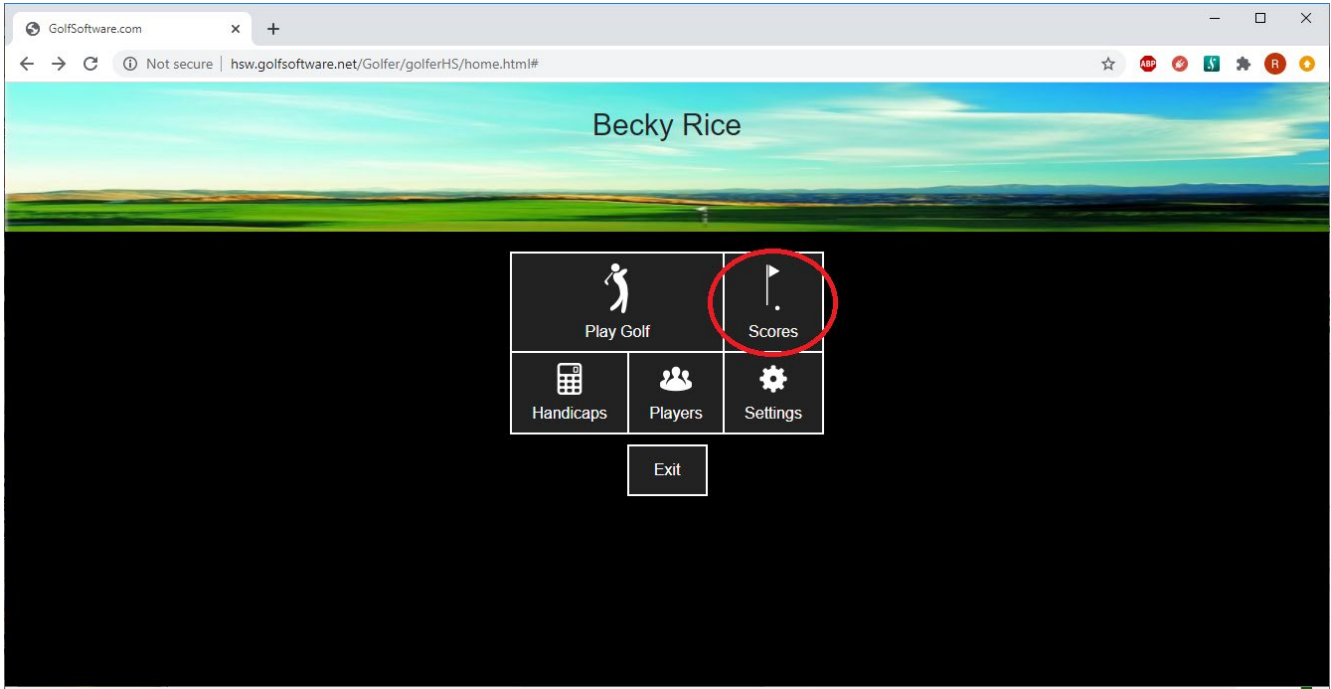 GolfSoftware.com
Not secure | hsw.golfsoftware.net/Golfer/golferHS/home.html#
ABP
S
R
Becky Rice
Play Golf
Scores
Handicaps
Players
Settings
Exit